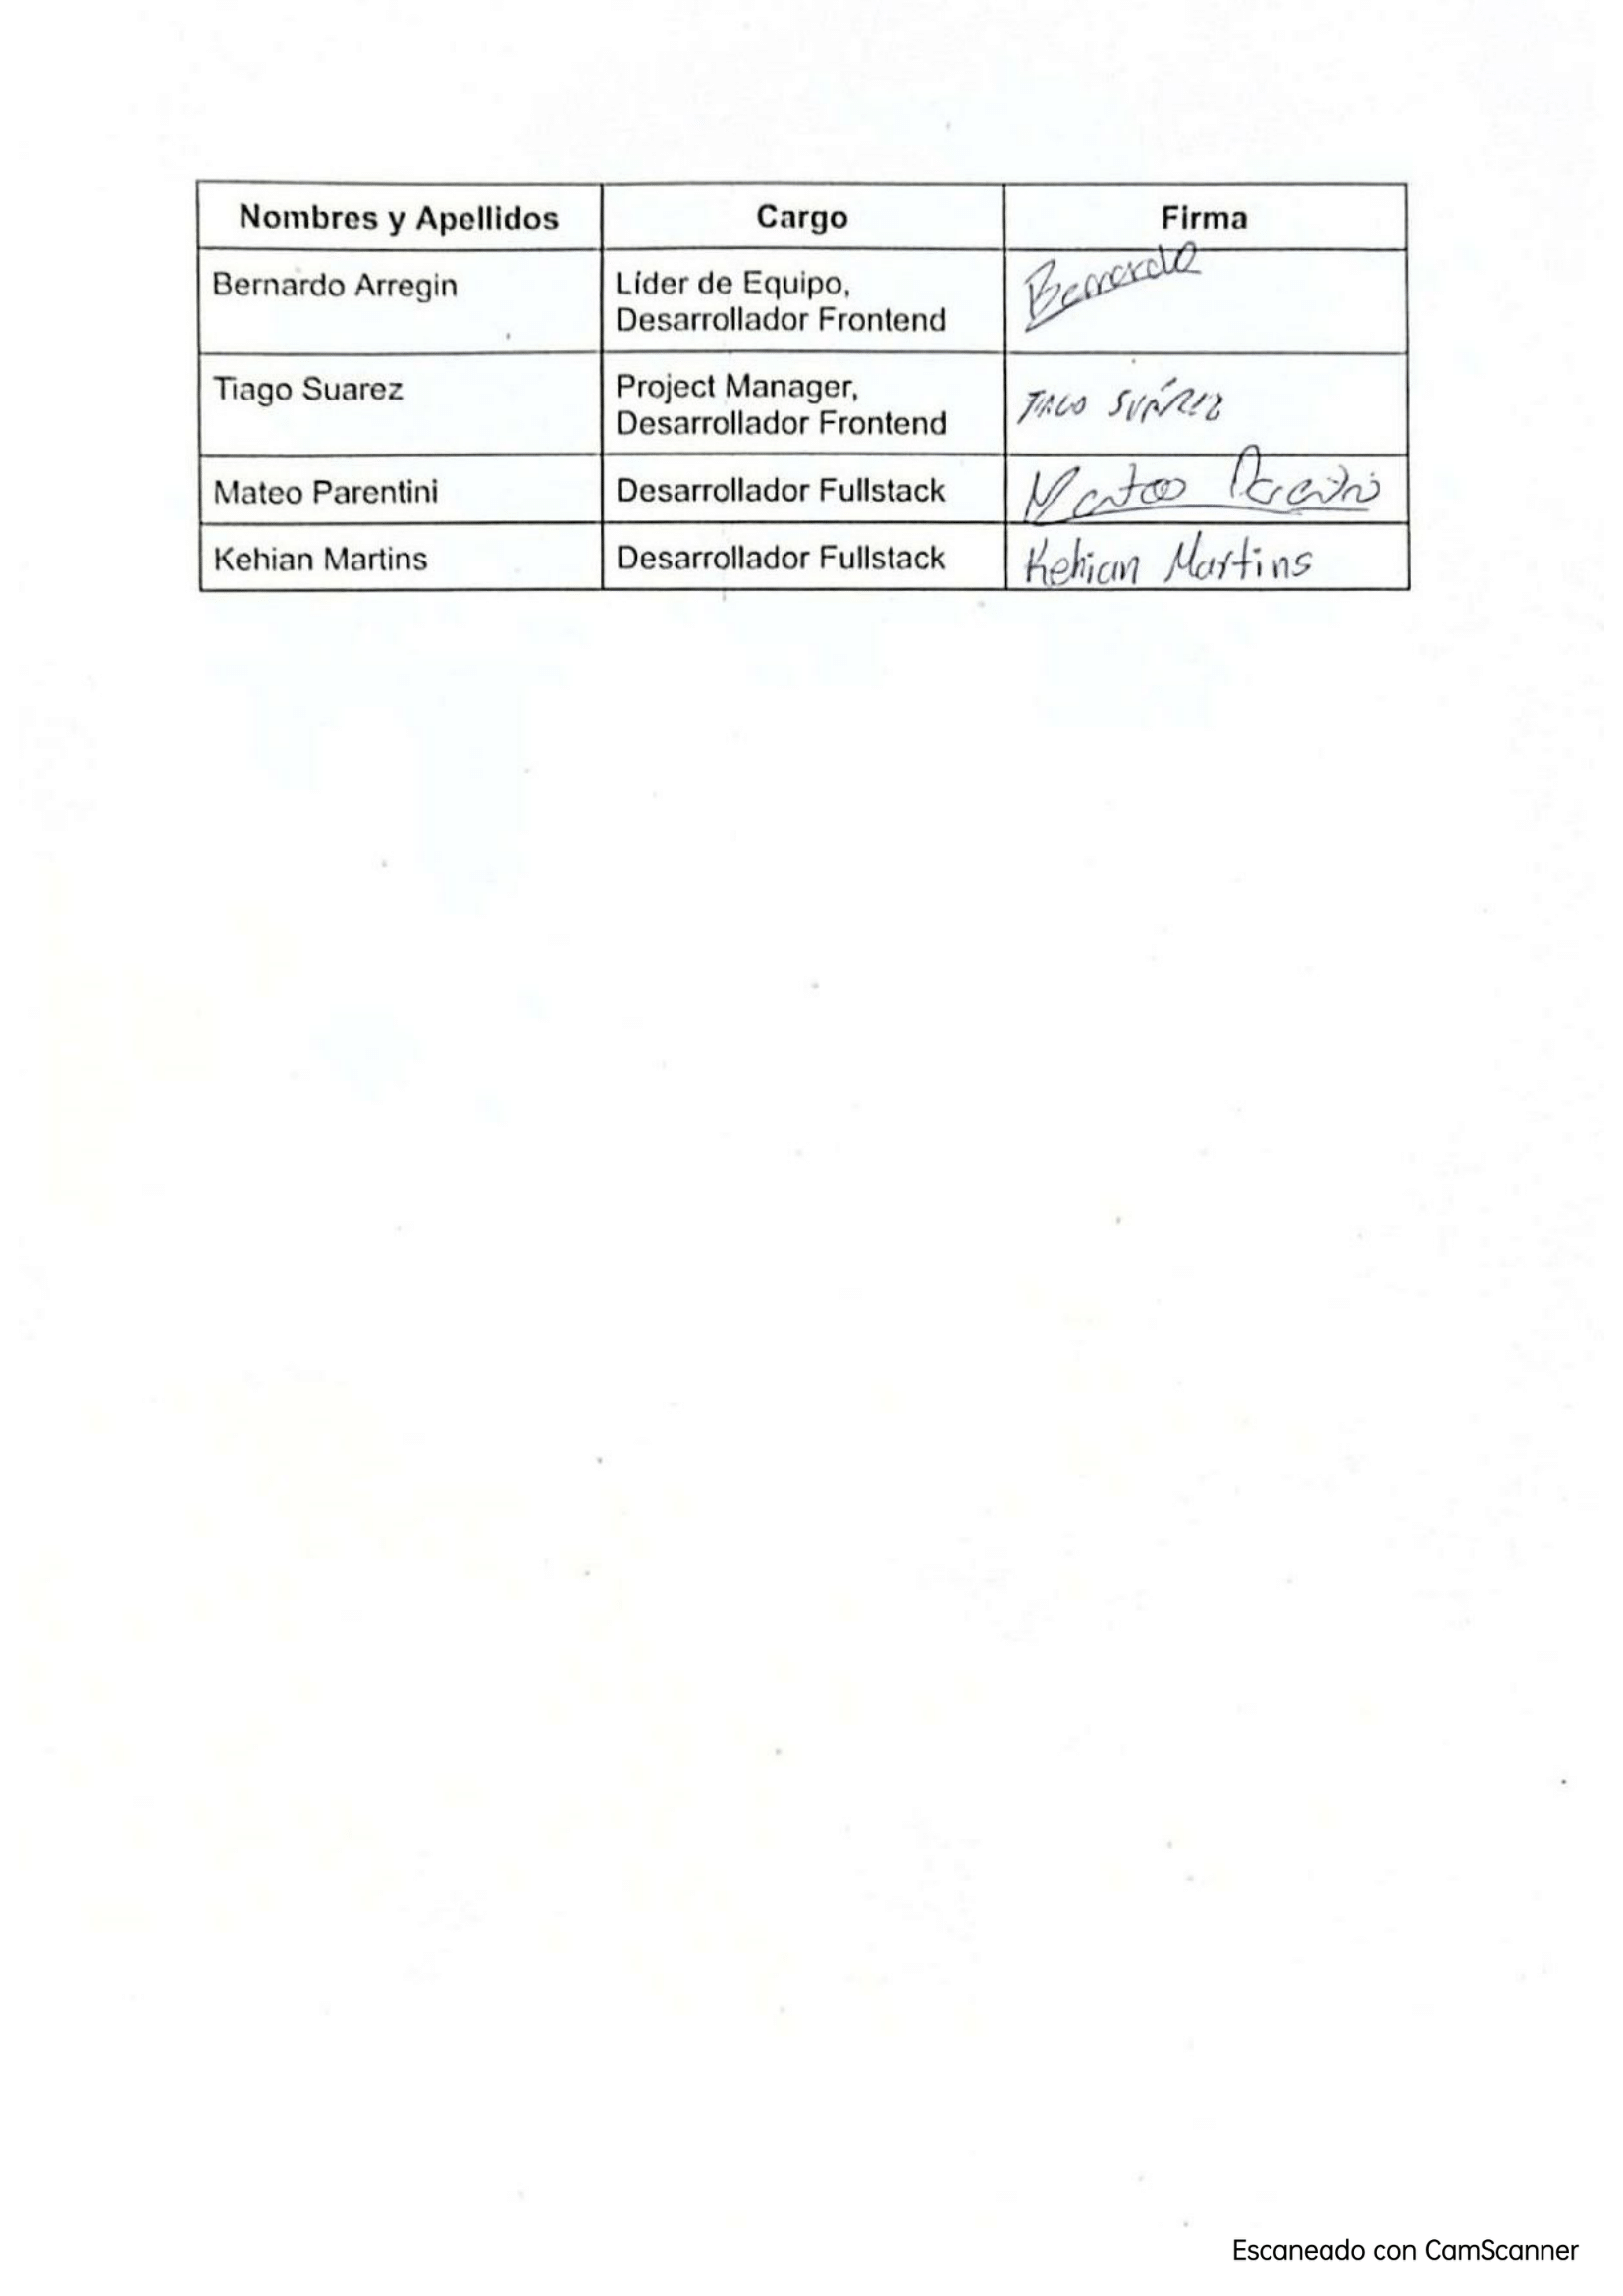 Nombres y Apellidos Cargo Firma
Bernardo Arregin Líder de Equipo, Bernardo
Desarrollador Frontend
Tiago Suarez Project Manager, TIAGO SUÁREZ
Desarrollador Frontend
Mateo Parentini Desarrollador Fullstack Mateo
Kehian Martins Desarrollador Fullstack Kehian Martins
Escaneado con CamScanner